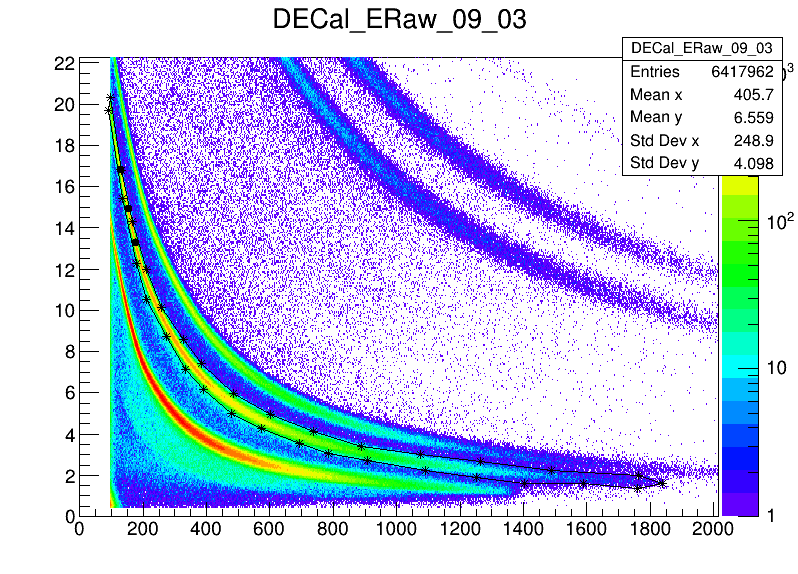 DECal_ERaw_09_03
DECal_ERaw_09_03
Entries 6417962
Mean x 405.7
Mean y 6.559
Std Dev x 248.9
Std Dev y 4.098
22
20
18
16
14
12
10
8
6
4
2
0
0 200 400 600 800 1000 1200 1400 1600 1800 2000
10²
10
1